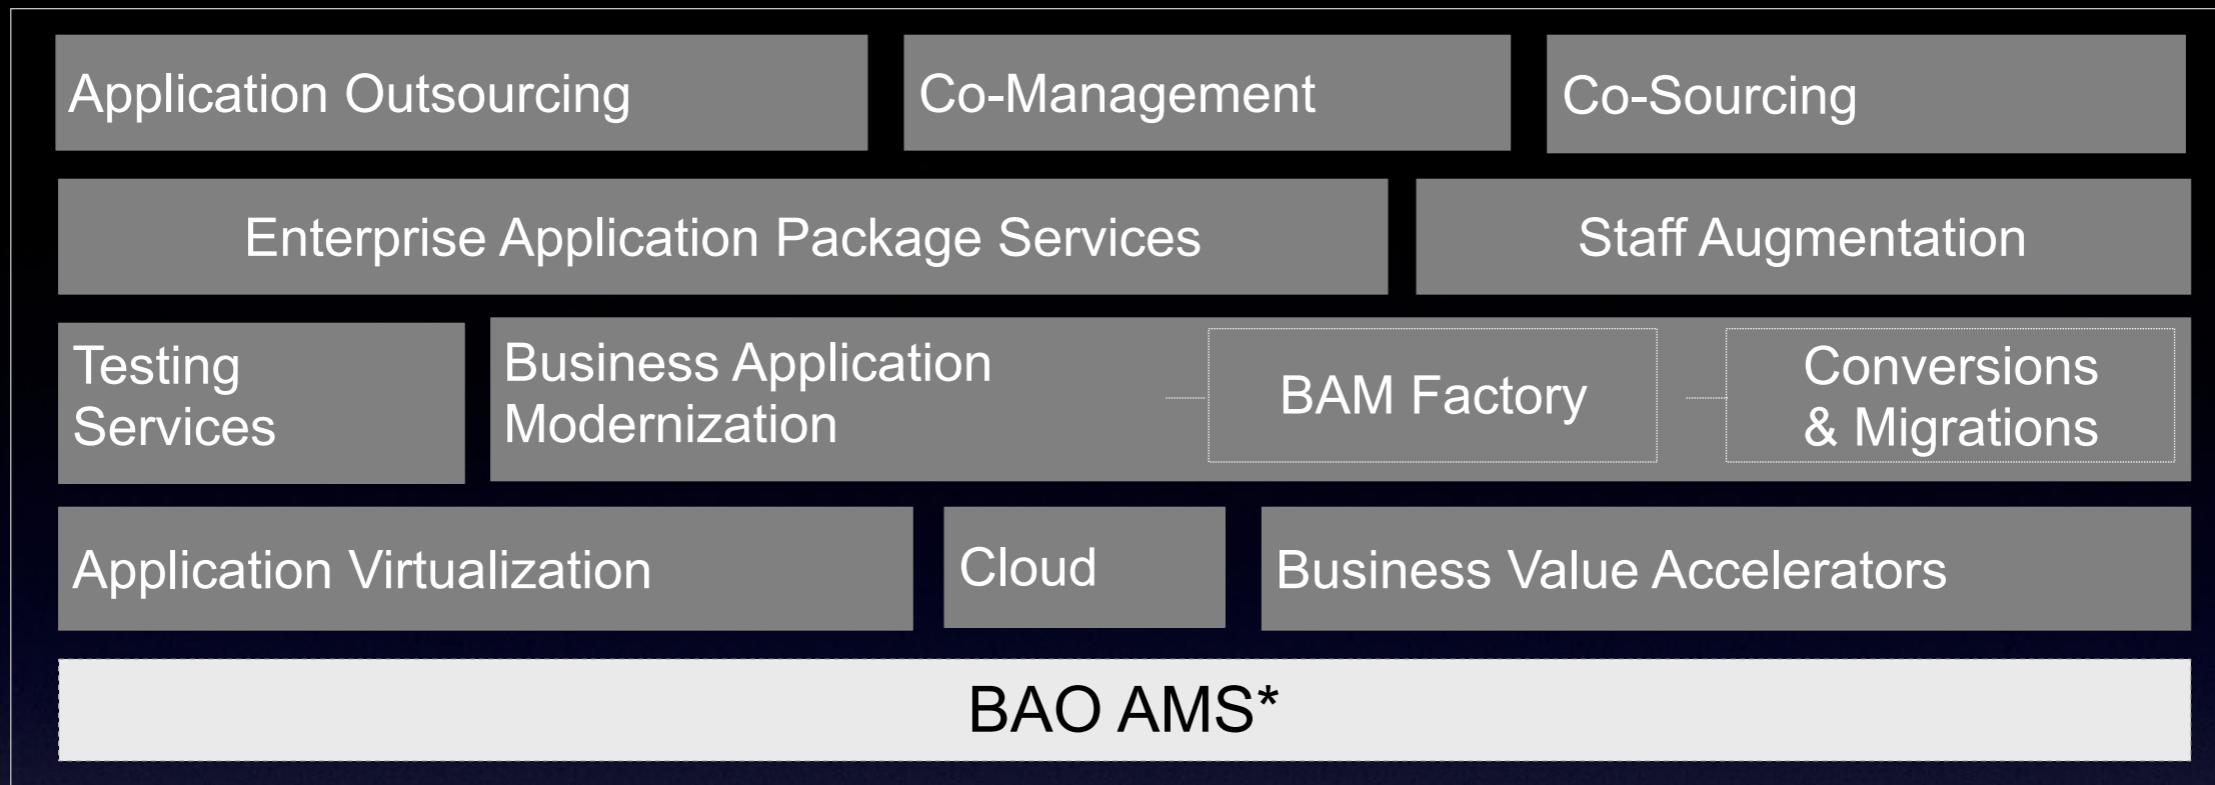 Application Outsourcing
Co-Management
Co-Sourcing
Enterprise Application Package Services
Staff Augmentation
Testing
Services
Business Application
Modernization
BAM Factory
Conversions
& Migrations
Application Virtualization
Cloud
Business Value Accelerators
BAO AMS*